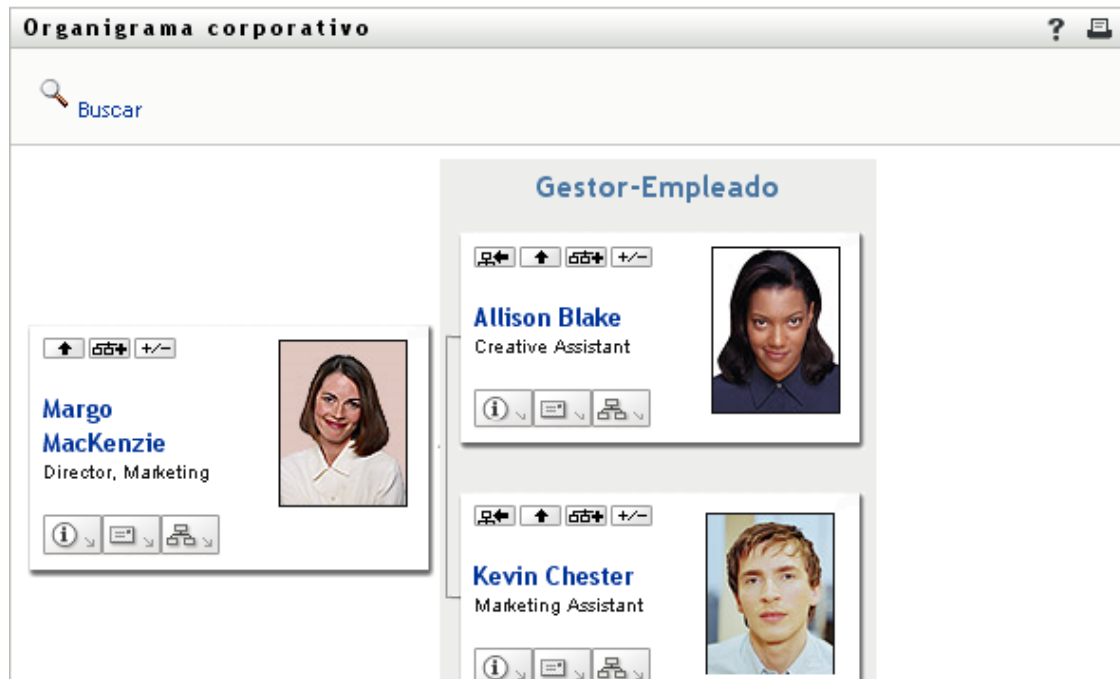 Organigrama corporativo
?
Buscar
Gestor-Empleado
+/-
Allison Blake
Creative Assistant
+/-
Margo
MacKenzie
Director, Marketing
+/-
Kevin Chester
Marketing Assistant